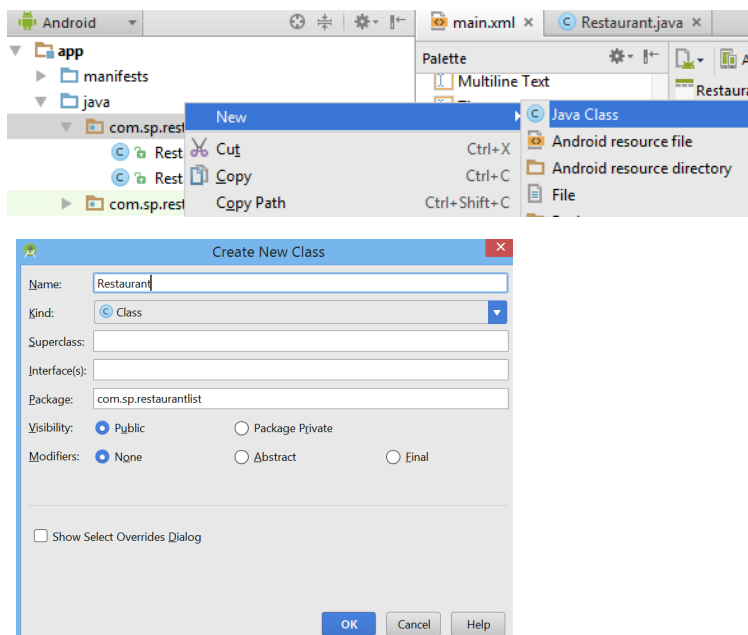 Android
main.xml
Restaurant.java
app
Palette
manifests
Multiline Text
java
Restaura
com.sp.rest
New
Java Class
Rest
Cut Ctrl+X
Android resource file
Rest
Copy Ctrl+C
Android resource directory
com.sp.rest
Copy Path Ctrl+Shift+C
File
Create New Class
Name: Restaurant
Kind: Class
Superclass:
Interface(s):
Package: com.sp.restaurantlist
Visibility: Public Package Private
Modifiers: None Abstract Final
Show Select Overrides Dialog
OK Cancel Help